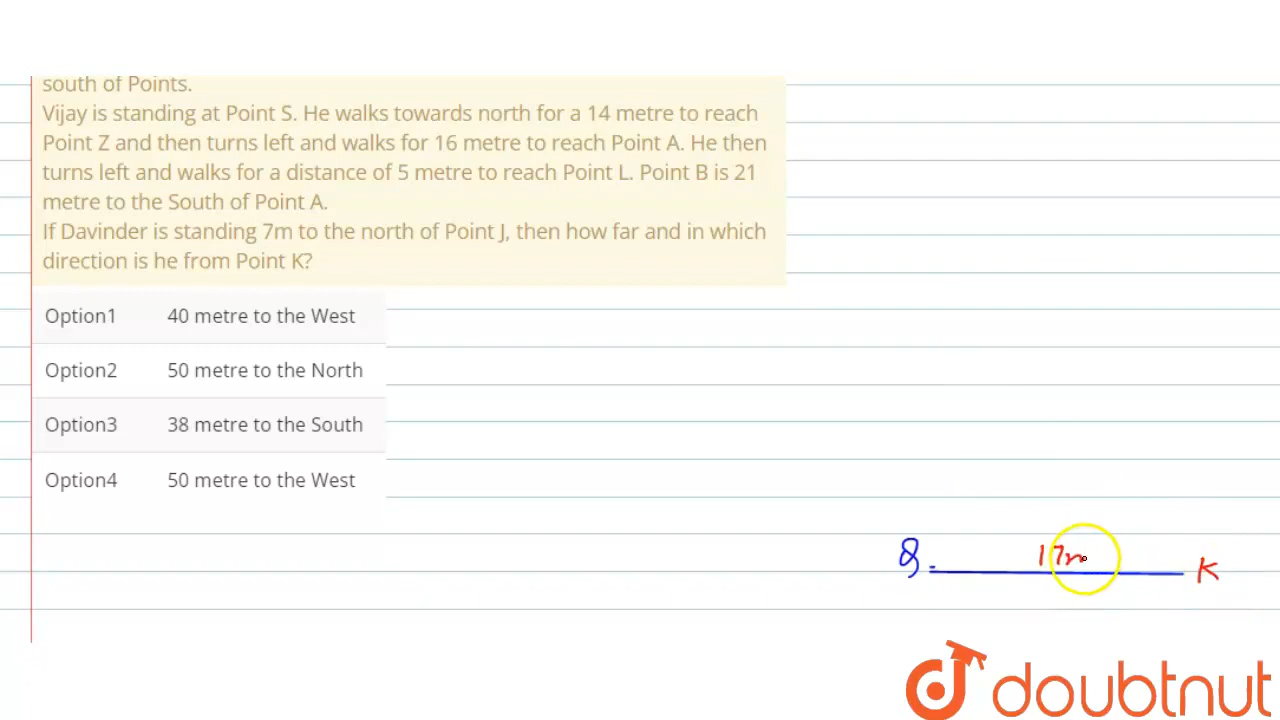 south of Points.
Vijay is standing at Point S. He walks towards north for a 14 metre to reach
Point Z and then turns left and walks for 16 metre to reach Point A. He then
turns left and walks for a distance of 5 metre to reach Point L. Point B is 21
metre to the South of Point A.
If Davinder is standing 7m to the north of Point J, then how far and in which
direction is he from Point K?
Option1 40 metre to the West
Option2 50 metre to the North
Option3 38 metre to the South
Option4 50 metre to the West
Q. 17m K
doubtnut